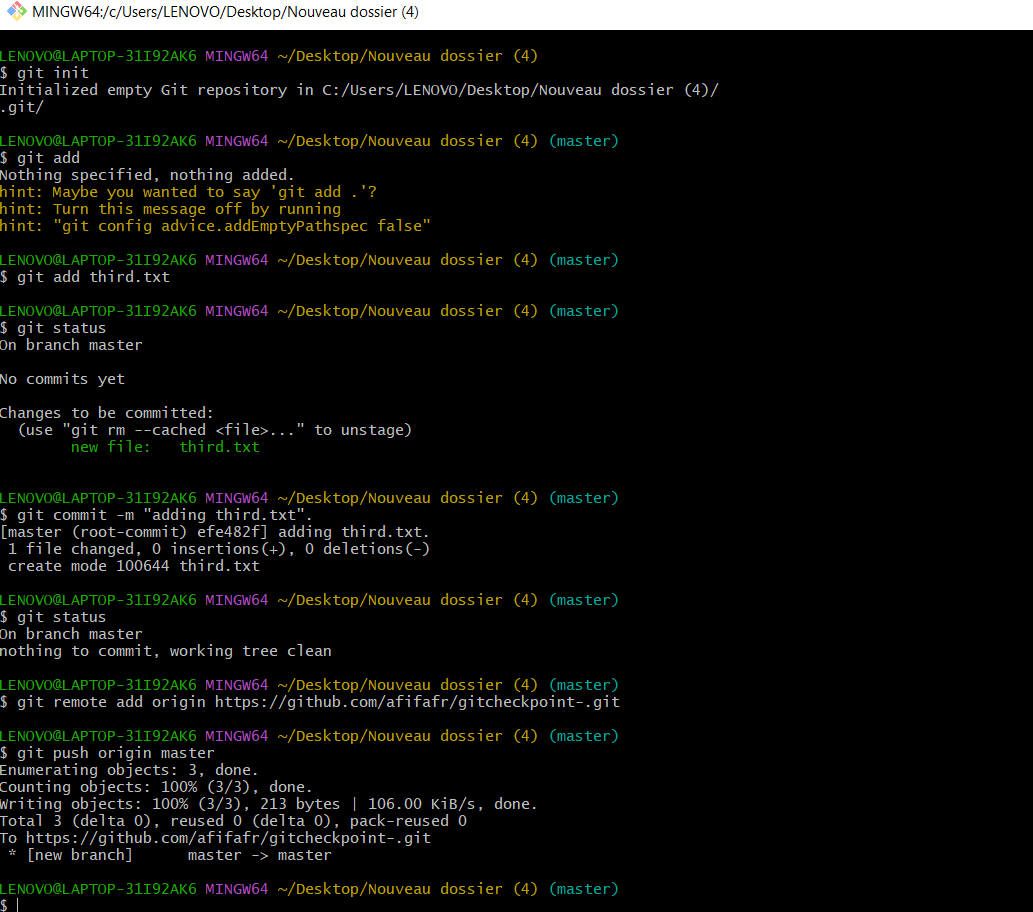 MINGW64:/c/Users/LENOVO/Desktop/Nouveau dossier (4)
LENOVO@LAPTOP-31I92AK6 MINGW64 ~/Desktop/Nouveau dossier (4)
$ git init
Initialized empty Git repository in C:/Users/LENOVO/Desktop/Nouveau dossier (4)/
.git/
LENOVO@LAPTOP-31I92AK6 MINGW64 ~/Desktop/Nouveau dossier (4) (master)
$ git add
Nothing specified, nothing added.
hint: Maybe you wanted to say 'git add .'?
hint: Turn this message off by running
hint: "git config advice.addEmptyPathspec false"
LENOVO@LAPTOP-31I92AK6 MINGW64 ~/Desktop/Nouveau dossier (4) (master)
$ git add third.txt
LENOVO@LAPTOP-31I92AK6 MINGW64 ~/Desktop/Nouveau dossier (4) (master)
$ git status
On branch master
No commits yet
Changes to be committed:
  (use "git rm --cached <file>..." to unstage)
        new file:   third.txt
LENOVO@LAPTOP-31I92AK6 MINGW64 ~/Desktop/Nouveau dossier (4) (master)
$ git commit -m "adding third.txt".
[master (root-commit) efe482f] adding third.txt.
 1 file changed, 0 insertions(+), 0 deletions(-)
 create mode 100644 third.txt
LENOVO@LAPTOP-31I92AK6 MINGW64 ~/Desktop/Nouveau dossier (4) (master)
$ git status
On branch master
nothing to commit, working tree clean
LENOVO@LAPTOP-31I92AK6 MINGW64 ~/Desktop/Nouveau dossier (4) (master)
$ git remote add origin https://github.com/afifafr/gitcheckpoint-.git
LENOVO@LAPTOP-31I92AK6 MINGW64 ~/Desktop/Nouveau dossier (4) (master)
$ git push origin master
Enumerating objects: 3, done.
Counting objects: 100% (3/3), done.
Writing objects: 100% (3/3), 213 bytes | 106.00 KiB/s, done.
Total 3 (delta 0), reused 0 (delta 0), pack-reused 0
To https://github.com/afifafr/gitcheckpoint-.git
 * [new branch]      master -> master
LENOVO@LAPTOP-31I92AK6 MINGW64 ~/Desktop/Nouveau dossier (4) (master)
$